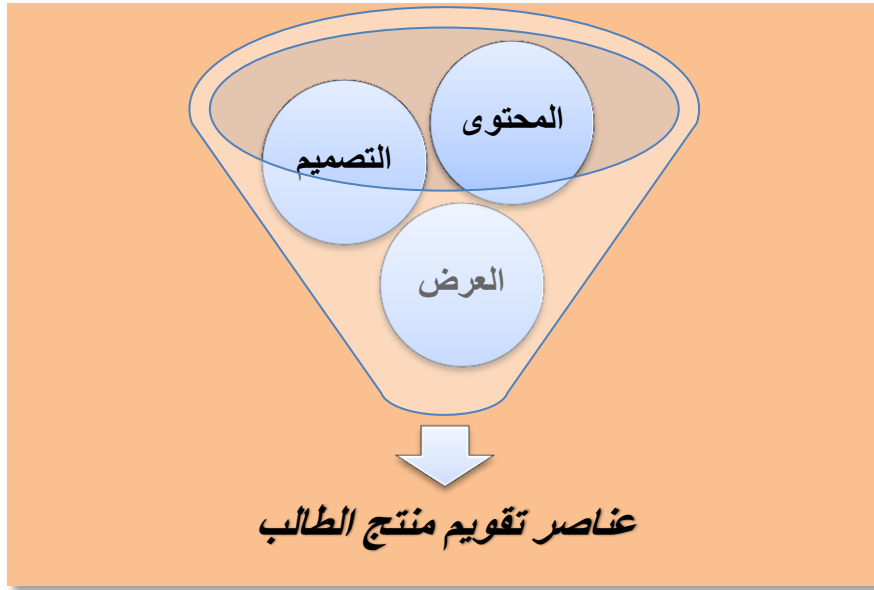 المحتوى
التصميم
العرض
عناصر تقويم منتج الطالب